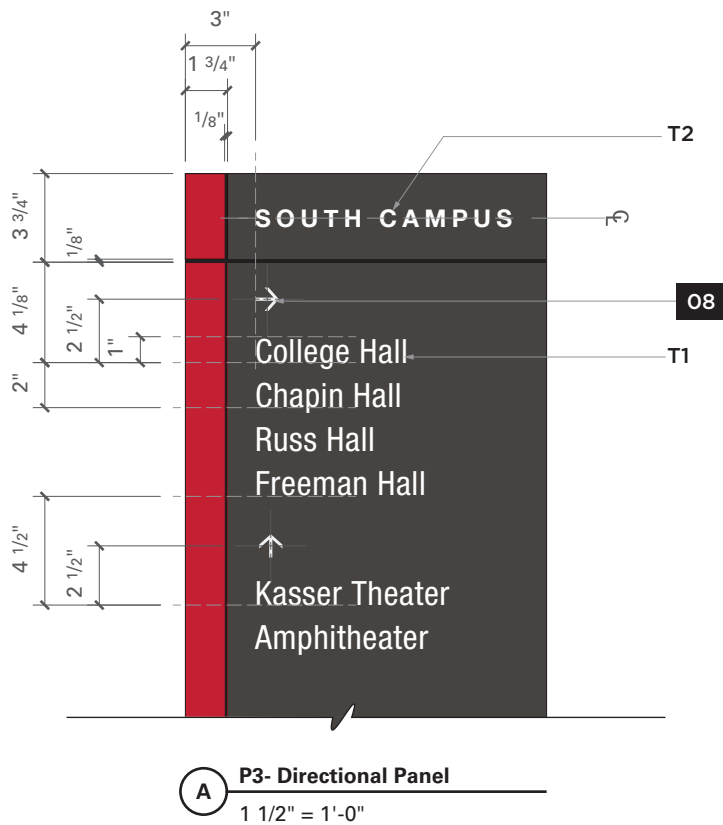 3"
1 3/4"
1/8"
T2
3 3/4"
SOUTH CAMPUS
CL
1/8"
4 1/8"
2 1/2"
1"
08
College Hall
T1
2"
Chapin Hall
Russ Hall
Freeman Hall
4 1/2"
2 1/2"
Kasser Theater
Amphitheater
A
P3- Directional Panel
1 1/2" = 1'-0"